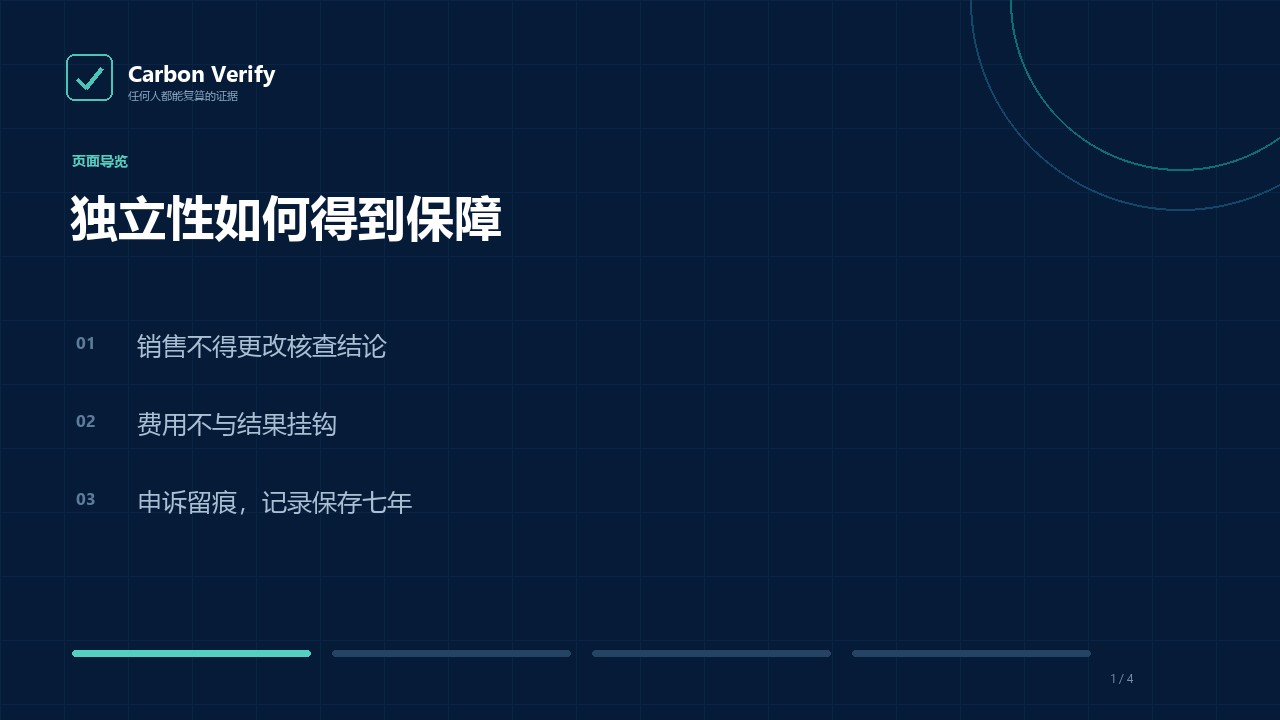 Carbon Verify
任何人都能复算的证据
页面导览
独立性如何得到保障
01 销售不得更改核查结论
02 费用不与结果挂钩
03 申诉留痕，记录保存七年
1 / 4